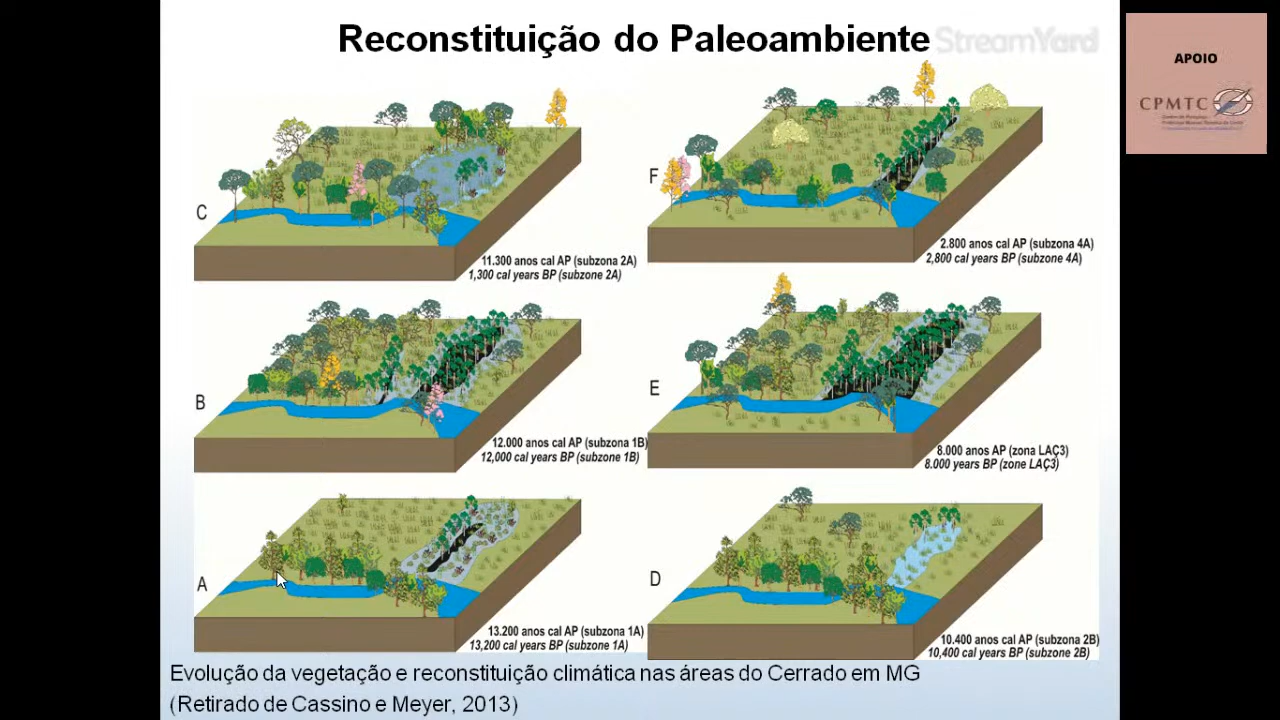 Reconstituição do Paleoambiente
StreamYard
APOIO
CPMTC
C
11.300 anos cal AP (subzona 2A)
1,300 cal years BP (subzone 2A)
F
2.800 anos cal AP (subzona 4A)
2,800 cal years BP (subzone 4A)
B
12.000 anos cal AP (subzona 1B)
12,000 cal years BP (subzone 1B)
E
8.000 anos AP (zona LAÇ3)
8.000 years BP (zone LAÇ3)
A
13.200 anos cal AP (subzona 1A)
13,200 cal years BP (subzone 1A)
D
10.400 anos cal AP (subzona 2B)
10,400 cal years BP (subzone 2B)
Evolução da vegetação e reconstituição climática nas áreas do Cerrado em MG
(Retirado de Cassino e Meyer, 2013)